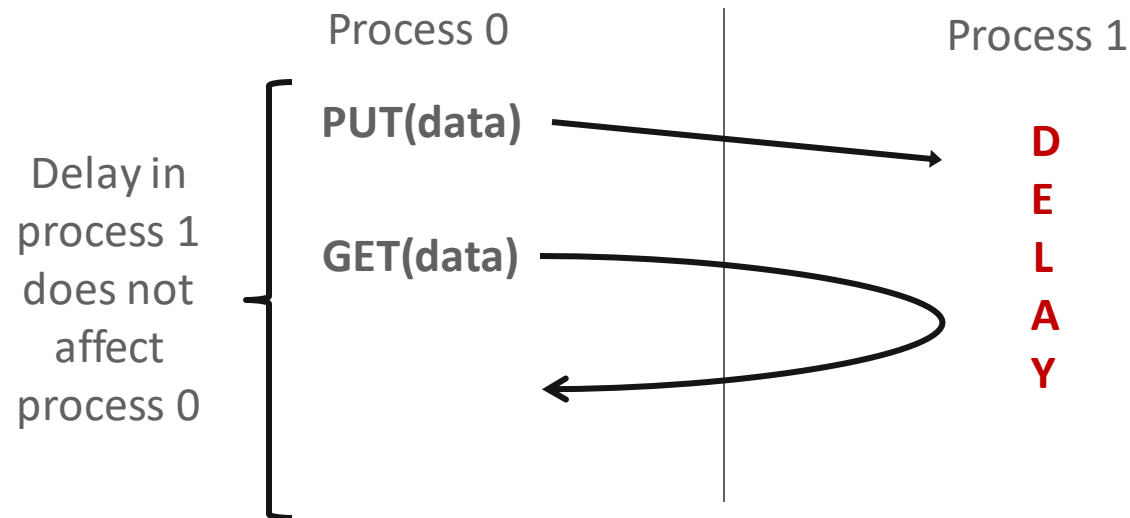 Process 0
Process 1
PUT(data)
GET(data)
Delay in
process 1
does not
affect
process 0
D
E
L
A
Y